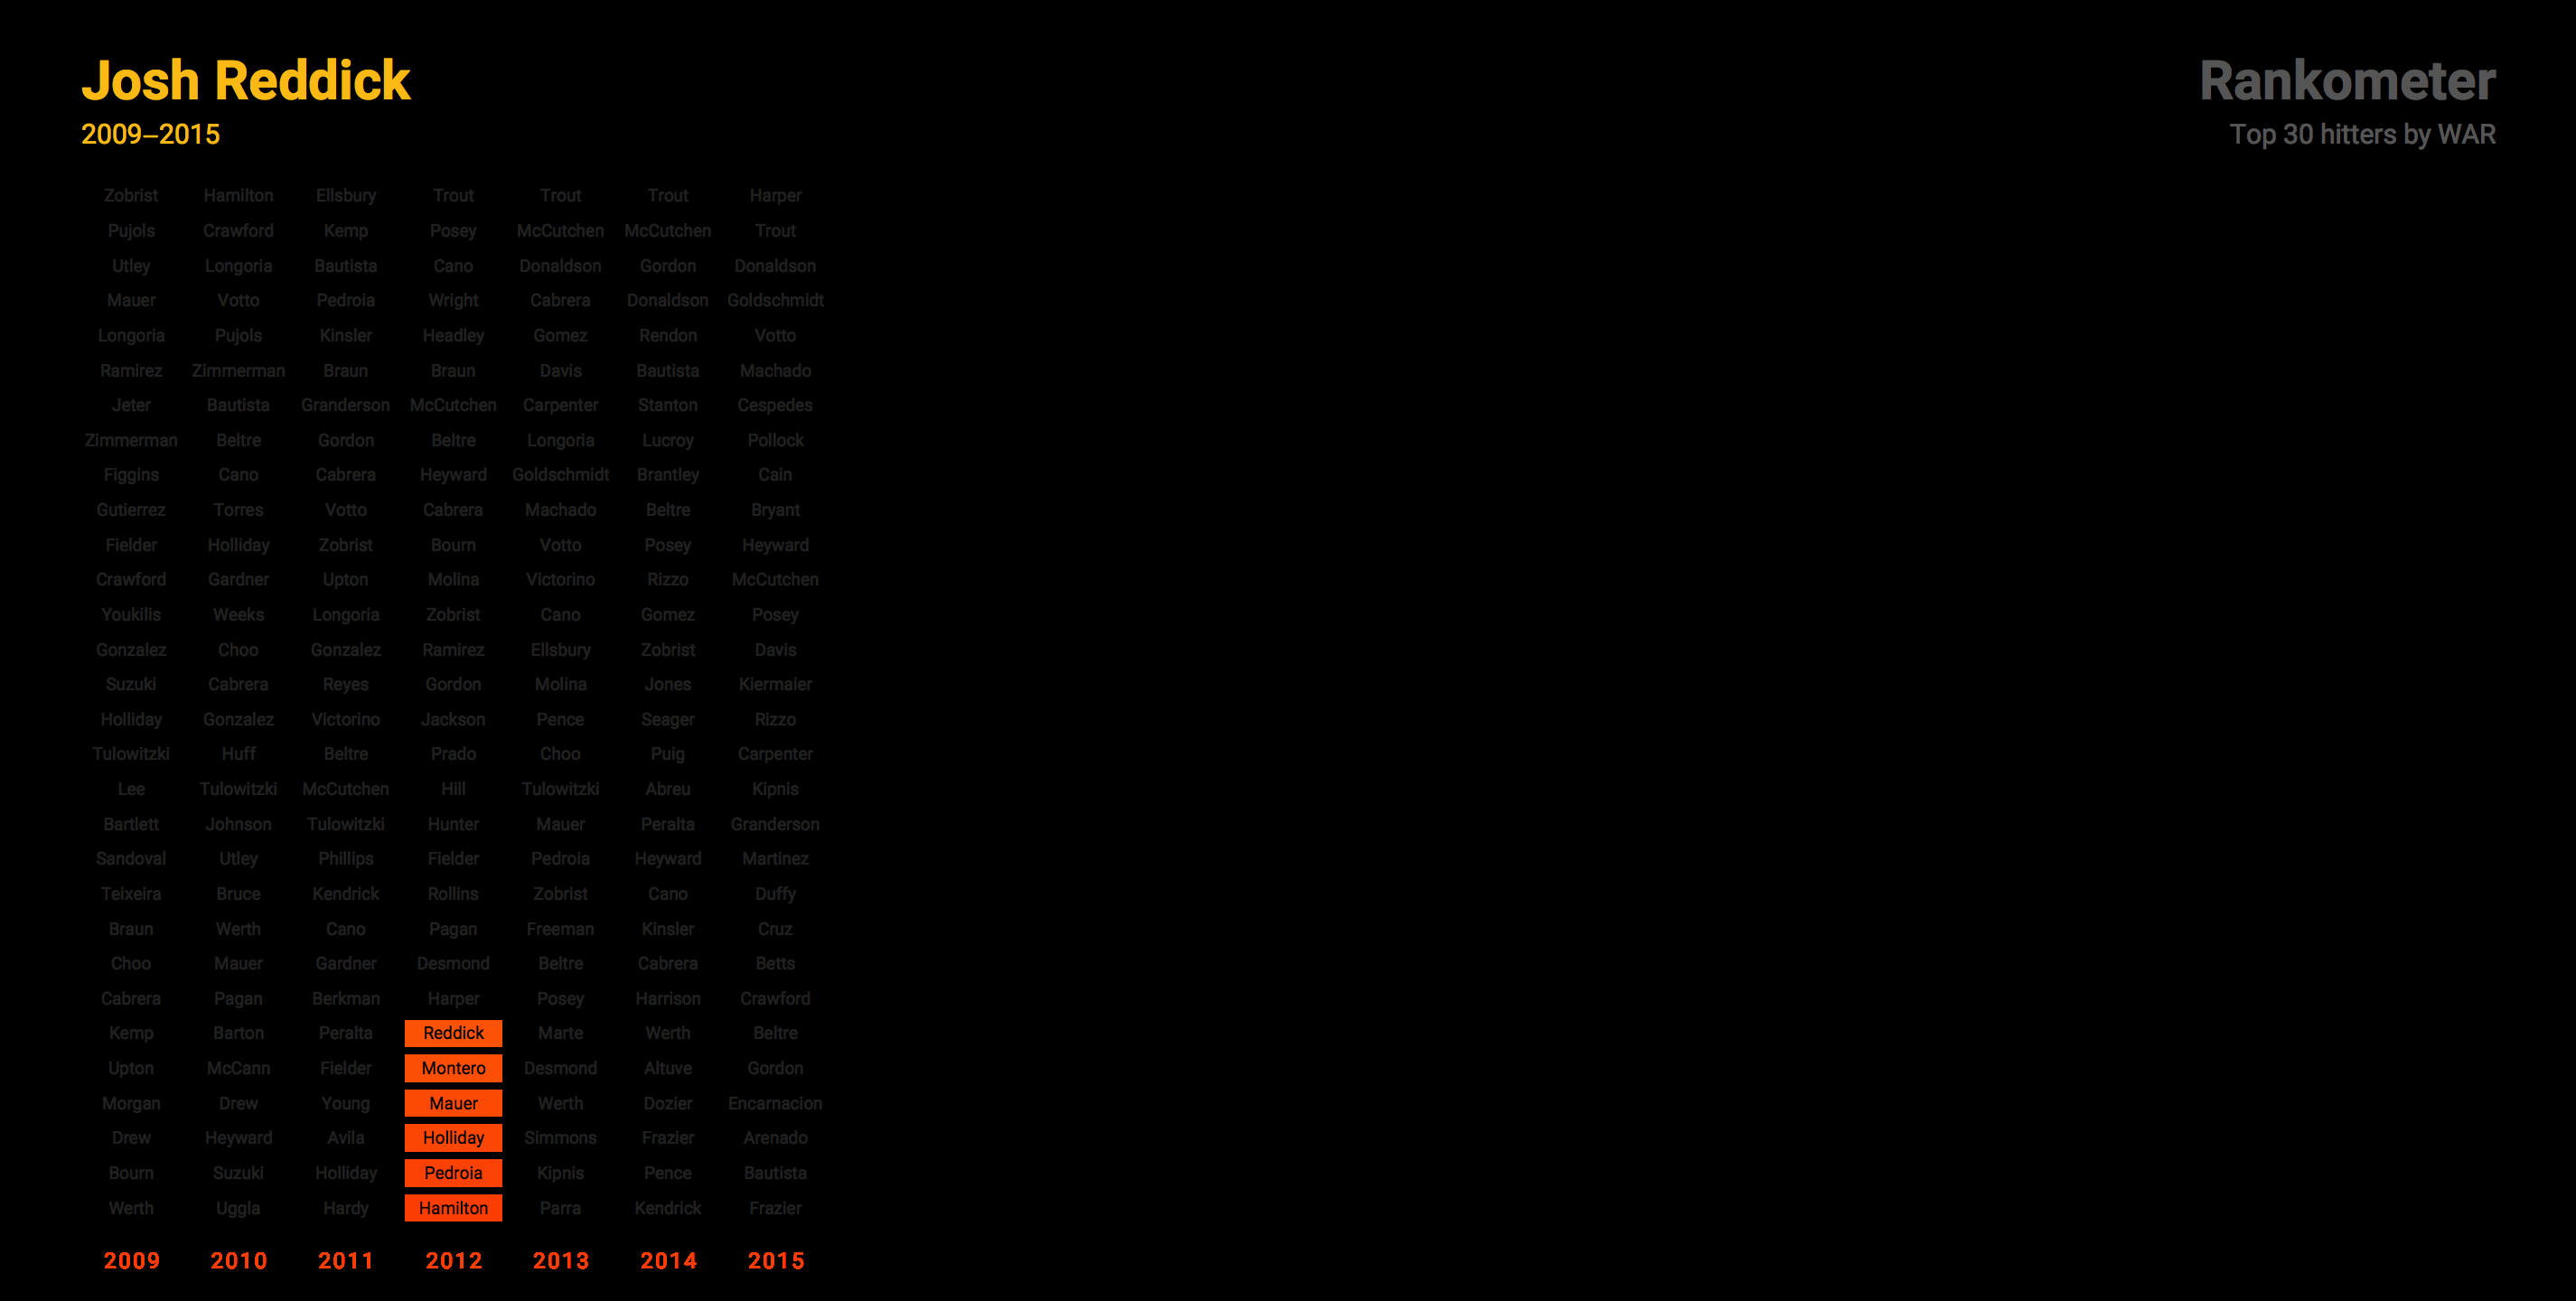 Josh Reddick
2009–2015
Rankometer
Top 30 hitters by WAR
Zobrist Hamilton Ellsbury Trout Trout Trout Harper
Pujols Crawford Kemp Posey McCutchen McCutchen Trout
Utley Longoria Bautista Cano Donaldson Gordon Donaldson
Mauer Votto Pedroia Wright Cabrera Donaldson Goldschmidt
Longoria Pujols Kinsler Headley Gomez Rendon Votto
Ramirez Zimmerman Braun Braun Davis Bautista Machado
Jeter Bautista Granderson McCutchen Carpenter Stanton Cespedes
Zimmerman Beltre Gordon Beltre Longoria Lucroy Pollock
Figgins Cano Cabrera Heyward Goldschmidt Brantley Cain
Gutierrez Torres Votto Cabrera Machado Beltre Bryant
Fielder Holliday Zobrist Bourn Votto Posey Heyward
Crawford Gardner Upton Molina Victorino Rizzo McCutchen
Youkilis Weeks Longoria Zobrist Cano Gomez Posey
Gonzalez Choo Gonzalez Ramirez Ellsbury Zobrist Davis
Suzuki Cabrera Reyes Gordon Molina Jones Kiermaier
Holliday Gonzalez Victorino Jackson Pence Seager Rizzo
Tulowitzki Huff Beltre Prado Choo Puig Carpenter
Lee Tulowitzki McCutchen Hill Tulowitzki Abreu Kipnis
Bartlett Johnson Tulowitzki Hunter Mauer Peralta Granderson
Sandoval Utley Phillips Fielder Pedroia Heyward Martinez
Teixeira Bruce Kendrick Rollins Zobrist Cano Duffy
Braun Werth Cano Pagan Freeman Kinsler Cruz
Choo Mauer Gardner Desmond Beltre Cabrera Betts
Cabrera Pagan Berkman Harper Posey Harrison Crawford
Kemp Barton Peralta Reddick Marte Werth Beltre
Upton McCann Fielder Montero Desmond Altuve Gordon
Morgan Drew Young Mauer Werth Dozier Encarnacion
Drew Heyward Avila Holliday Simmons Frazier Arenado
Bourn Suzuki Holliday Pedroia Kipnis Pence Bautista
Werth Uggla Hardy Hamilton Parra Kendrick Frazier
2009 2010 2011 2012 2013 2014 2015